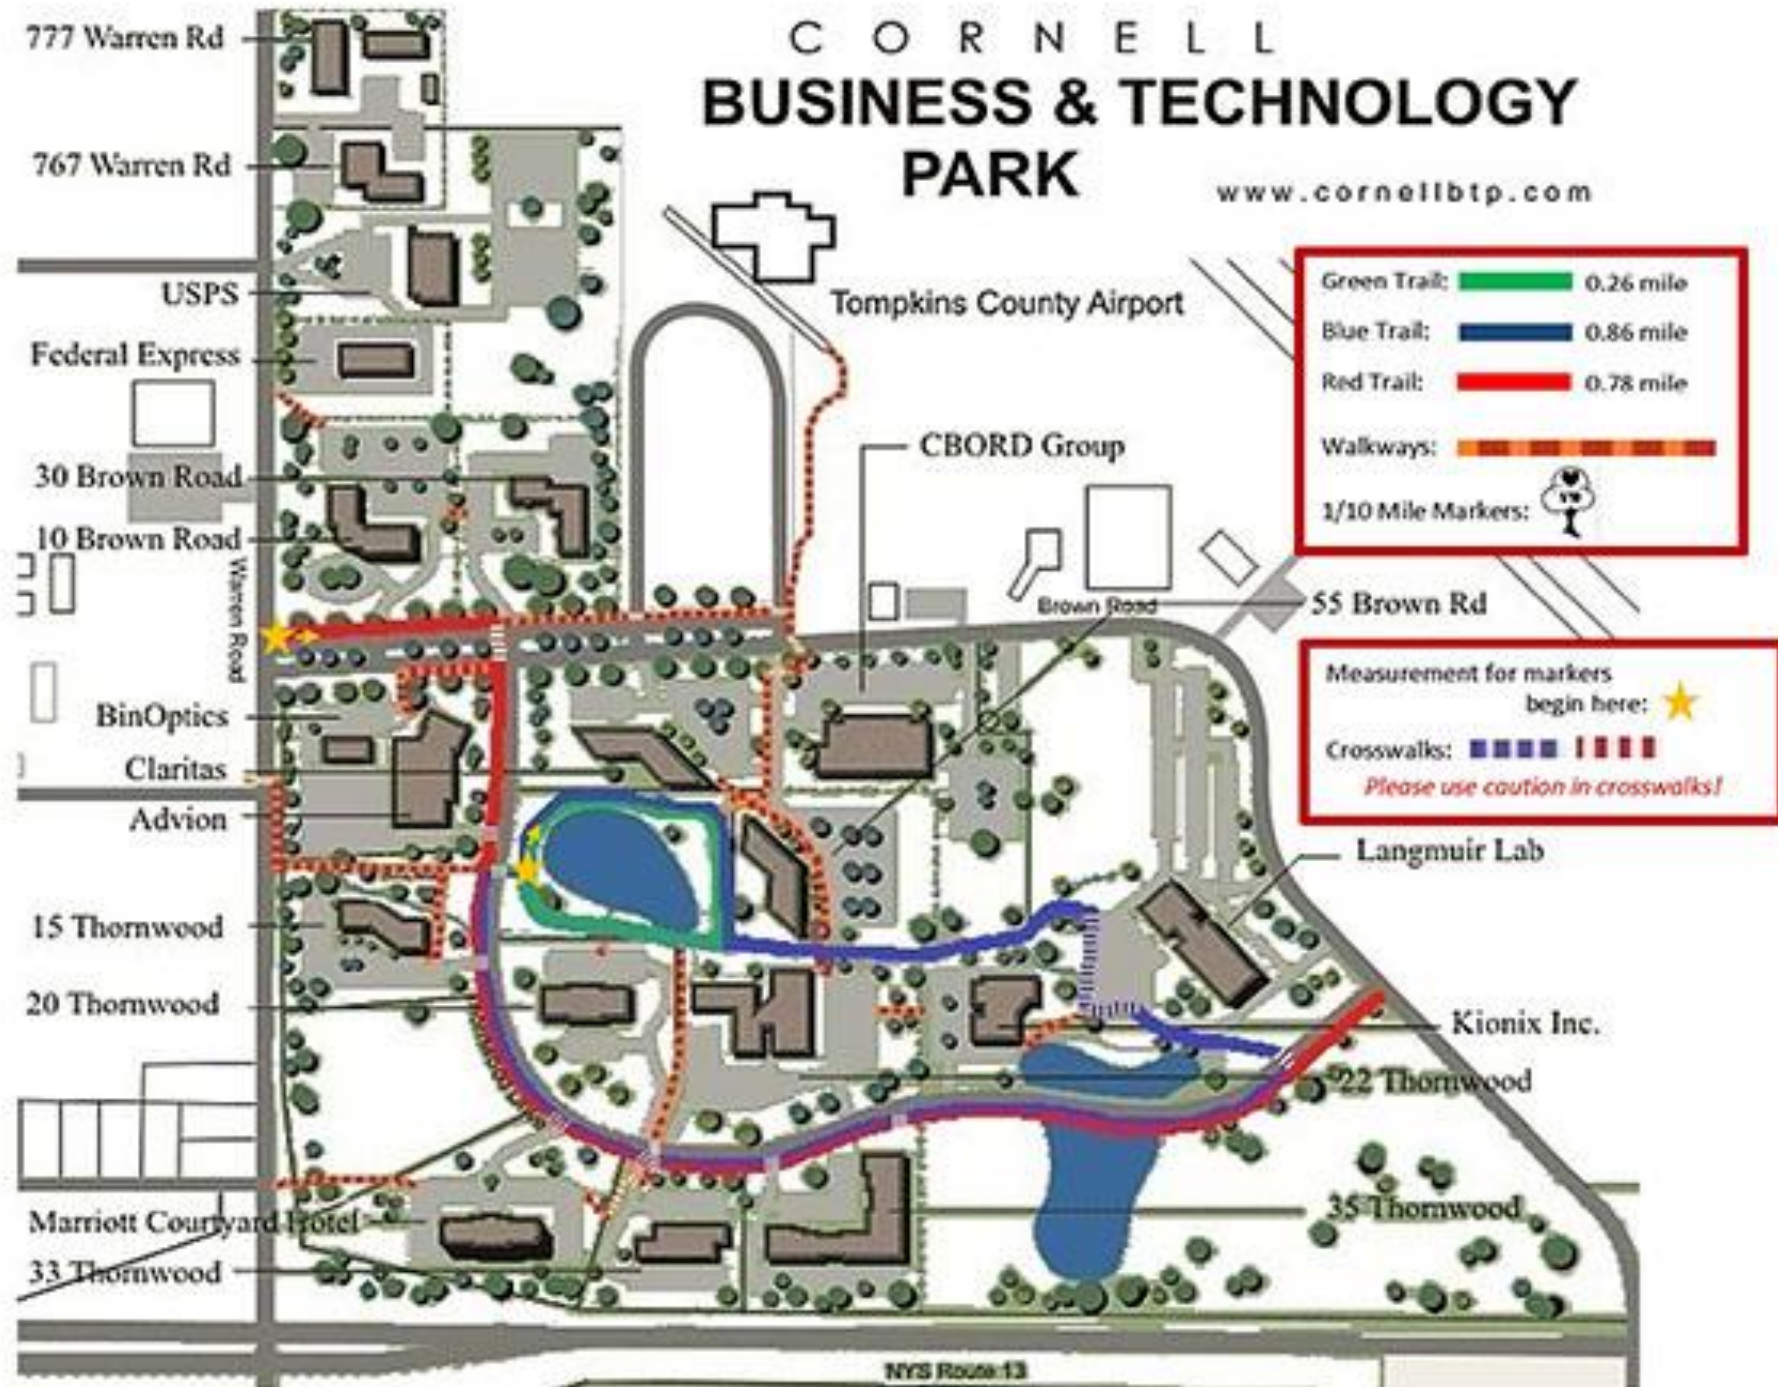 CORNELL
BUSINESS & TECHNOLOGY
PARK
www.cornellbtp.com
777 Warren Rd
767 Warren Rd
USPS
Federal Express
30 Brown Road
10 Brown Road
Warren Road
BinOptics
Claritas
Advion
15 Thornwood
20 Thornwood
Marriott Courtyard Hotel
33 Thornwood
Tompkins County Airport
CBORD Group
Brown Road
55 Brown Rd
Green Trail: 0.26 mile
Blue Trail: 0.86 mile
Red Trail: 0.78 mile
Walkways:
1/10 Mile Markers:
Measurement for markers
begin here:
Crosswalks:
Please use caution in crosswalks!
Langmuir Lab
Kionix Inc.
22 Thornwood
35 Thornwood
NYS Route 13